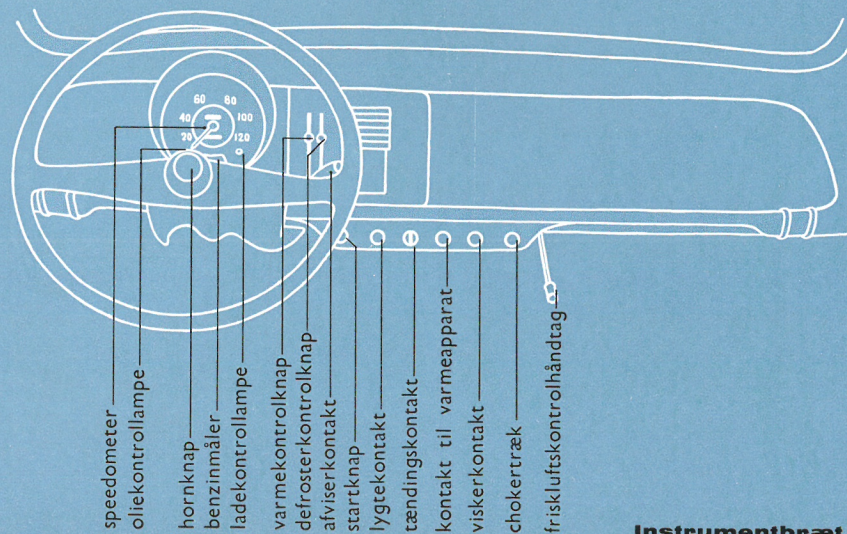 60 80
40 100
20 120
speedometer
oliekontrollampe
hornknap
benzinmåler
ladekontrollampe
varmekontrolknap
defrosterkontrolknap
afviserkontakt
startknap
lygtekontakt
tændingskontakt
kontakt til varmeapparat
viskerkontakt
chokertræk
friskluftskontrolhåndtag
Instrumentbræt